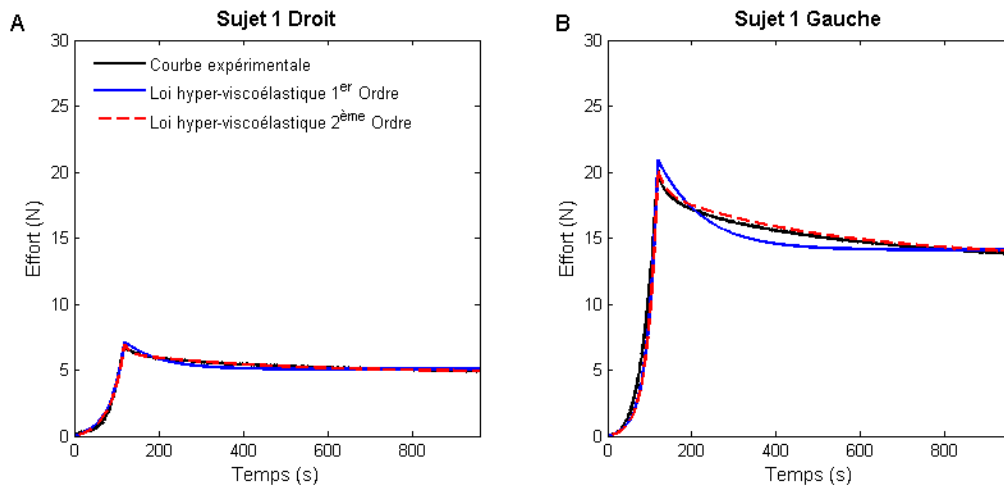 A
Sujet 1 Droit
30
25
20
15
10
5
0
Effort (N)
Courbe expérimentale
Loi hyper-viscoélastique 1er Ordre
Loi hyper-viscoélastique 2ème Ordre
0 200 400 600 800
Temps (s)
B
Sujet 1 Gauche
30
25
20
15
10
5
0
Effort (N)
0 200 400 600 800
Temps (s)